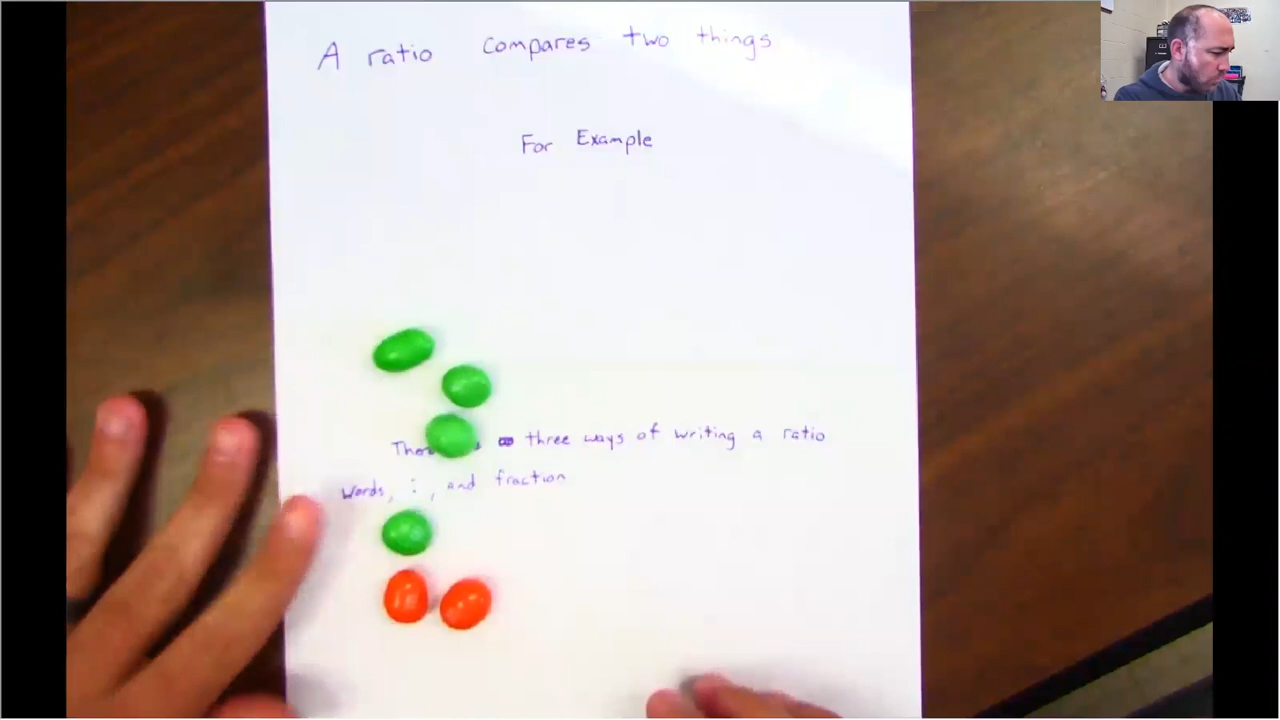 A ratio compares two things
For Example
three ways of writing a ratio
Words, : , and fraction